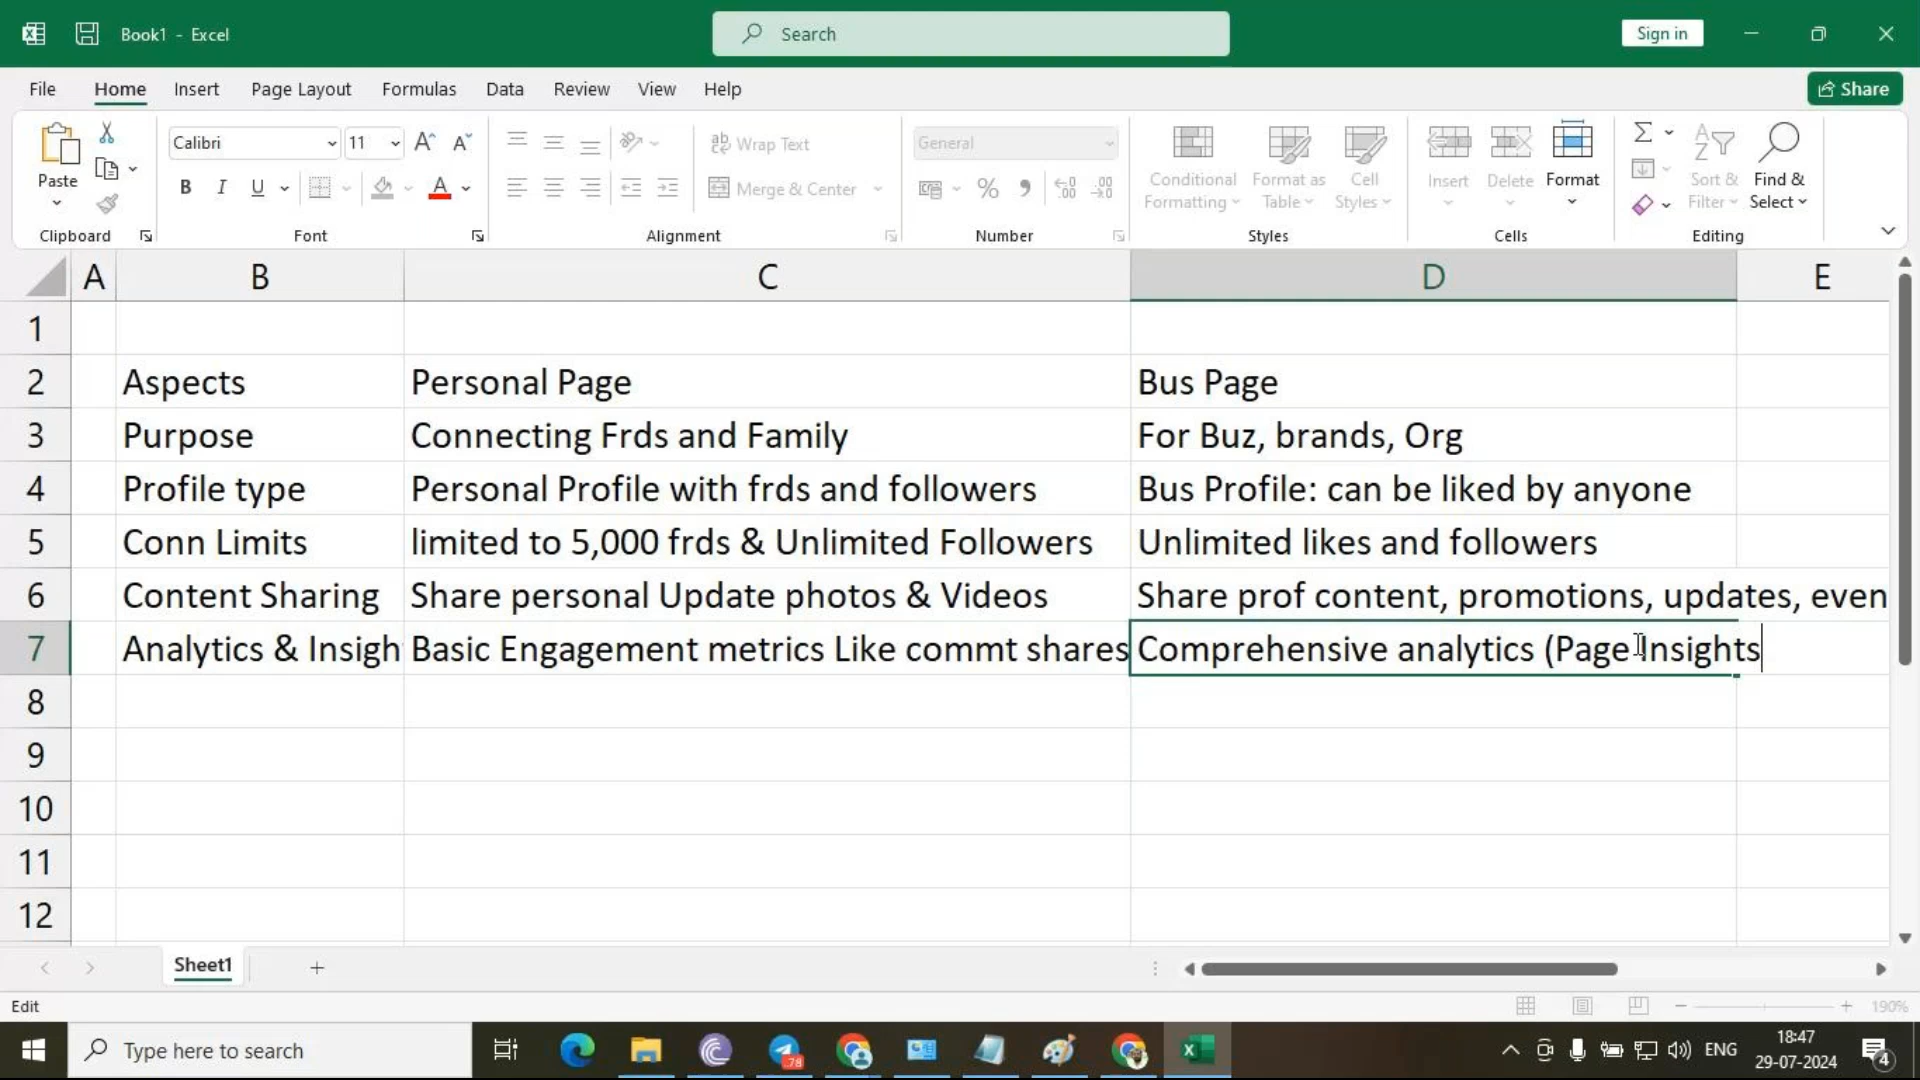 Book1 - Excel
Search
Sign in
File Home Insert Page Layout Formulas Data Review View Help
Share
Paste
Calibri 11
B I U A
ab Wrap Text
Merge & Center
General
%
Conditional Formatting
Format as Table
Cell Styles
Insert Delete Format
Sort & Filter
Find & Select
Clipboard Font Alignment Number Styles Cells Editing
A B C D E
1
2 Aspects Personal Page Bus Page
3 Purpose Connecting Frds and Family For Buz, brands, Org
4 Profile type Personal Profile with frds and followers Bus Profile: can be liked by anyone
5 Conn Limits limited to 5,000 frds & Unlimited Followers Unlimited likes and followers
6 Content Sharing Share personal Update photos & Videos Share prof content, promotions, updates, even
7 Analytics & Insigh Basic Engagement metrics Like commt shares Comprehensive analytics (Page Insights
8
9
10
11
12
Sheet1
Edit
190%
Type here to search
78
ENG
18:47
29-07-2024
4